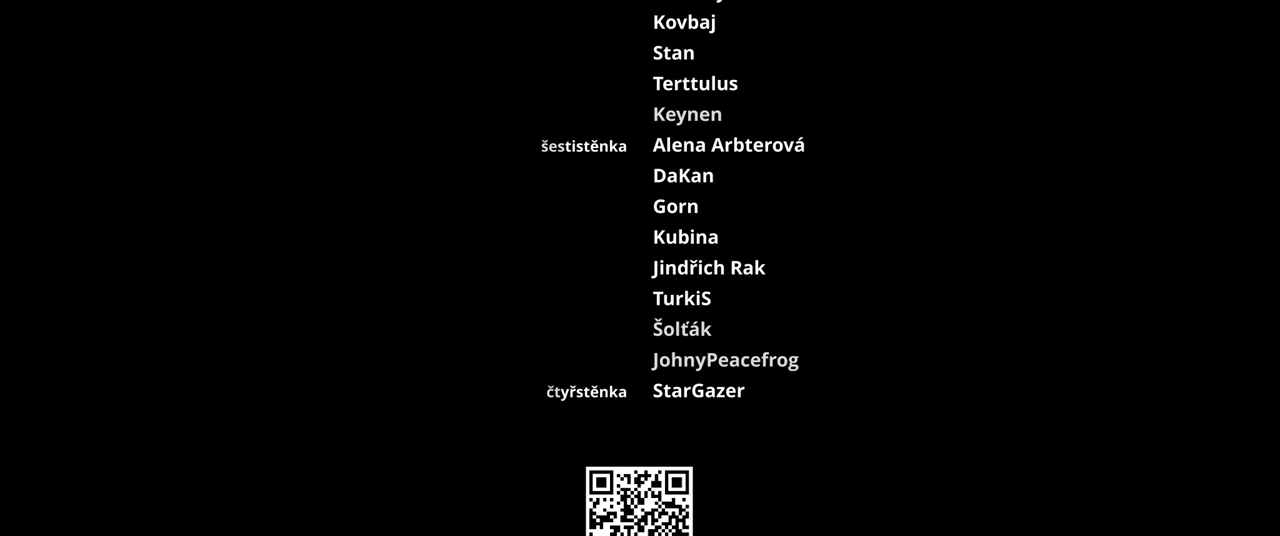 Kovbaj
Stan
Terttulus
Keynen
šestistěnka Alena Arbterová
DaKan
Gorn
Kubina
Jindřich Rak
TurkiS
Šolťák
JohnyPeacefrog
čtyřstěnka StarGazer